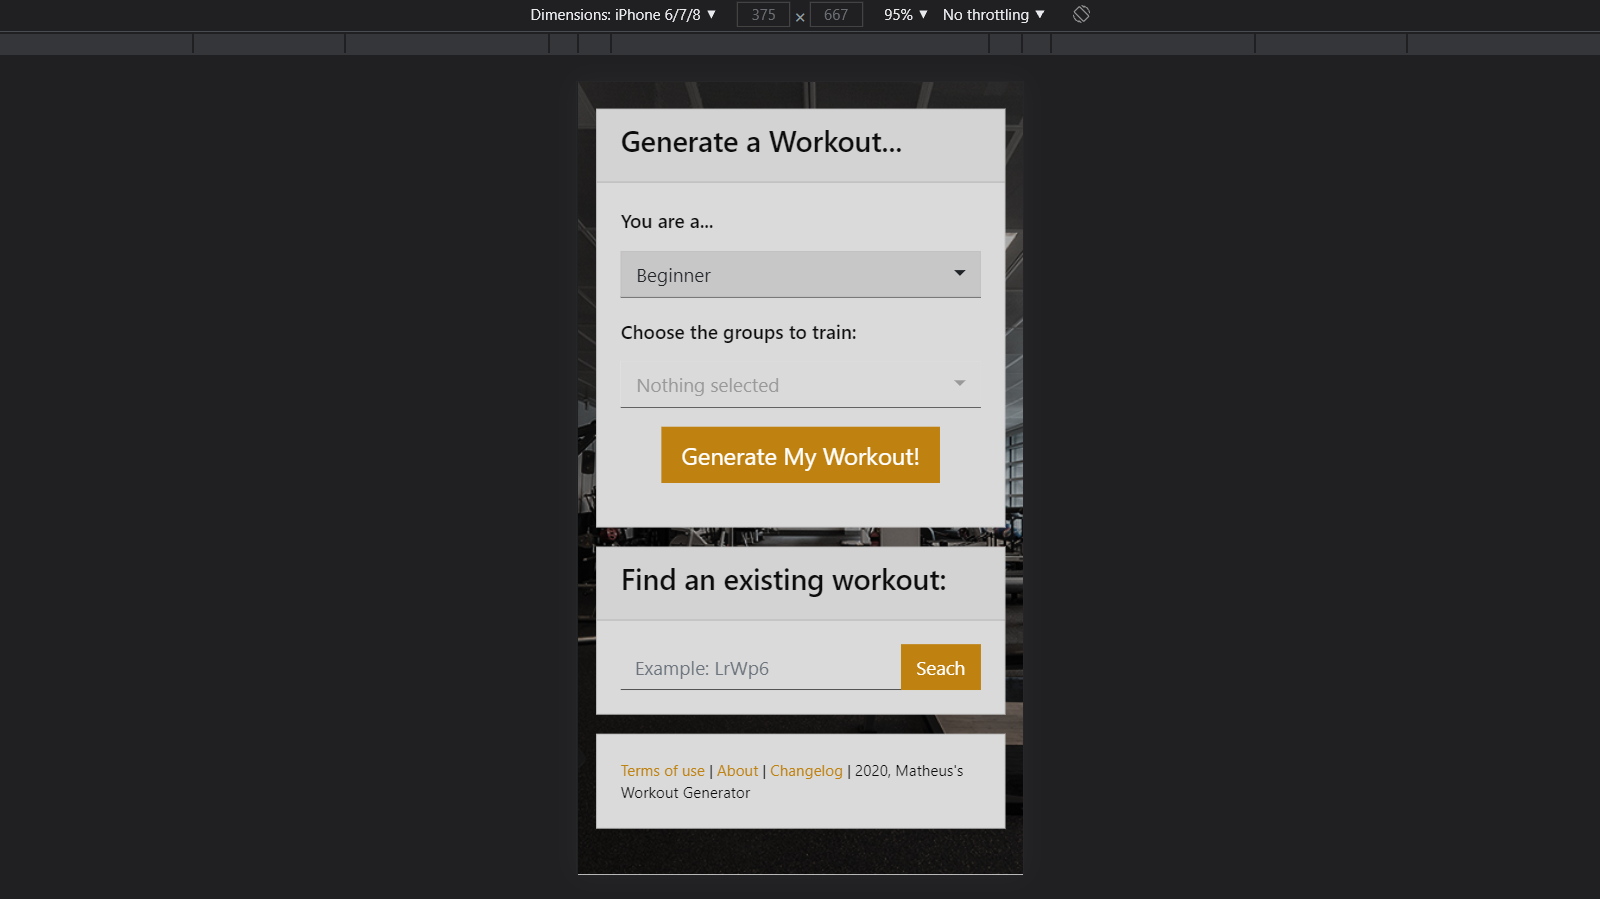 Dimensions: iPhone 6/7/8 ▼ 375 × 667 95% ▼ No throttling ▼
Generate a Workout...
You are a...
Beginner
Choose the groups to train:
Nothing selected
Generate My Workout!
Find an existing workout:
Example: LrWp6 Seach
Terms of use | About | Changelog | 2020, Matheus's
Workout Generator